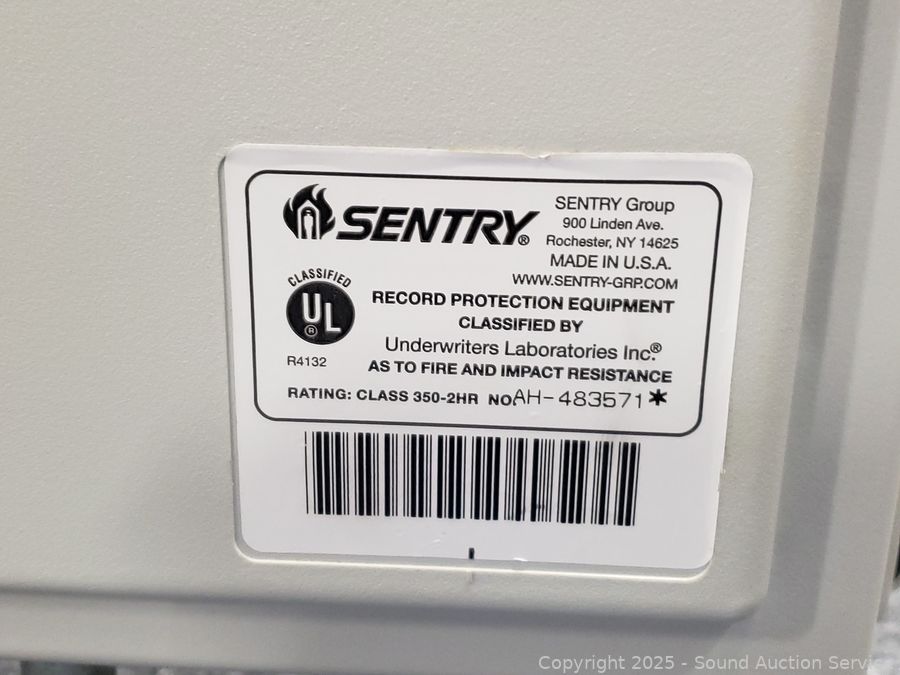 SENTRY®
SENTRY Group
900 Linden Ave.
Rochester, NY 14625
MADE IN U.S.A.
WWW.SENTRY-GRP.COM
CLASSIFIED
UL®
R4132
RECORD PROTECTION EQUIPMENT
CLASSIFIED BY
Underwriters Laboratories Inc.®
AS TO FIRE AND IMPACT RESISTANCE
RATING: CLASS 350-2HR NO. AH-483571*
Copyright 2025 - Sound Auction Service